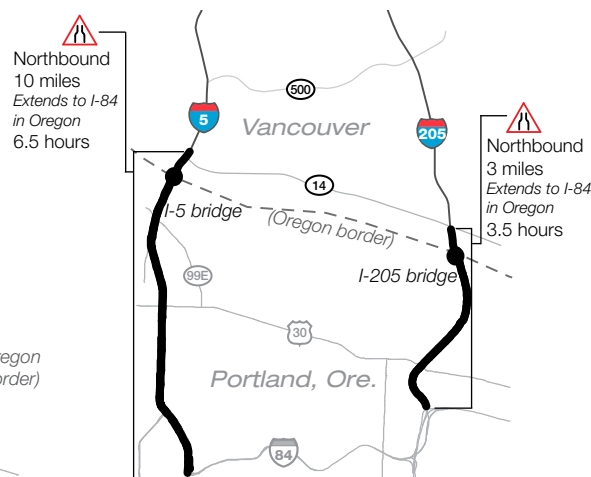 Northbound
10 miles
Extends to I-84
in Oregon
6.5 hours
500
5
Vancouver
205
Northbound
3 miles
Extends to I-84
in Oregon
3.5 hours
14
I-5 bridge
(Oregon border)
I-205 bridge
99E
30
Portland, Ore.
regon
order)
84